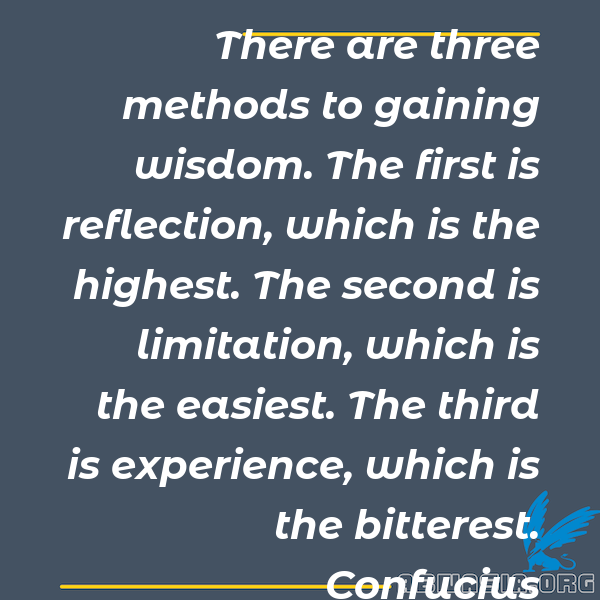 There are three
methods to gaining
wisdom. The first is
reflection, which is the
highest. The second is
limitation, which is
the easiest. The third
is experience, which is
the bitterest.
Confucius